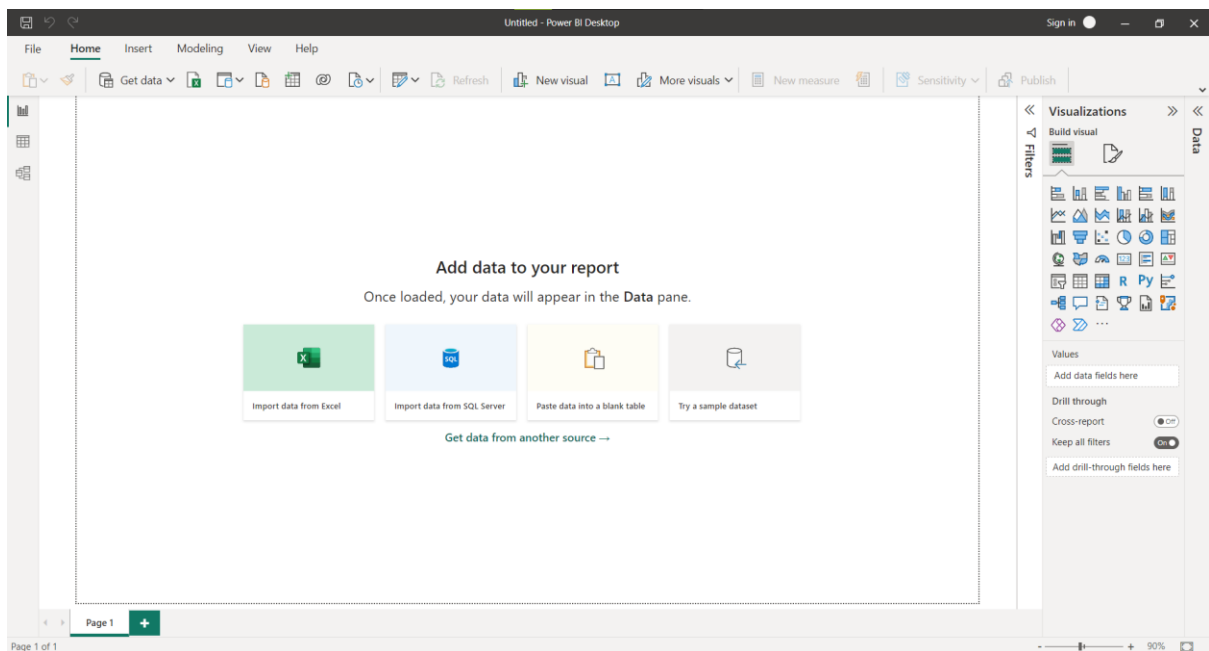 Untitled - Power BI Desktop
Sign in
File Home Insert Modeling View Help
Get data Refresh New visual More visuals New measure Sensitivity Publish
Add data to your report
Once loaded, your data will appear in the Data pane.
X
SQL
Import data from Excel
Import data from SQL Server
Paste data into a blank table
Try a sample dataset
Get data from another source →
Filters
Visualizations
Build visual
R Py
Values
Add data fields here
Drill through
Cross-report Off
Keep all filters On
Add drill-through fields here
Data
Page 1
Page 1 of 1
- + 90%